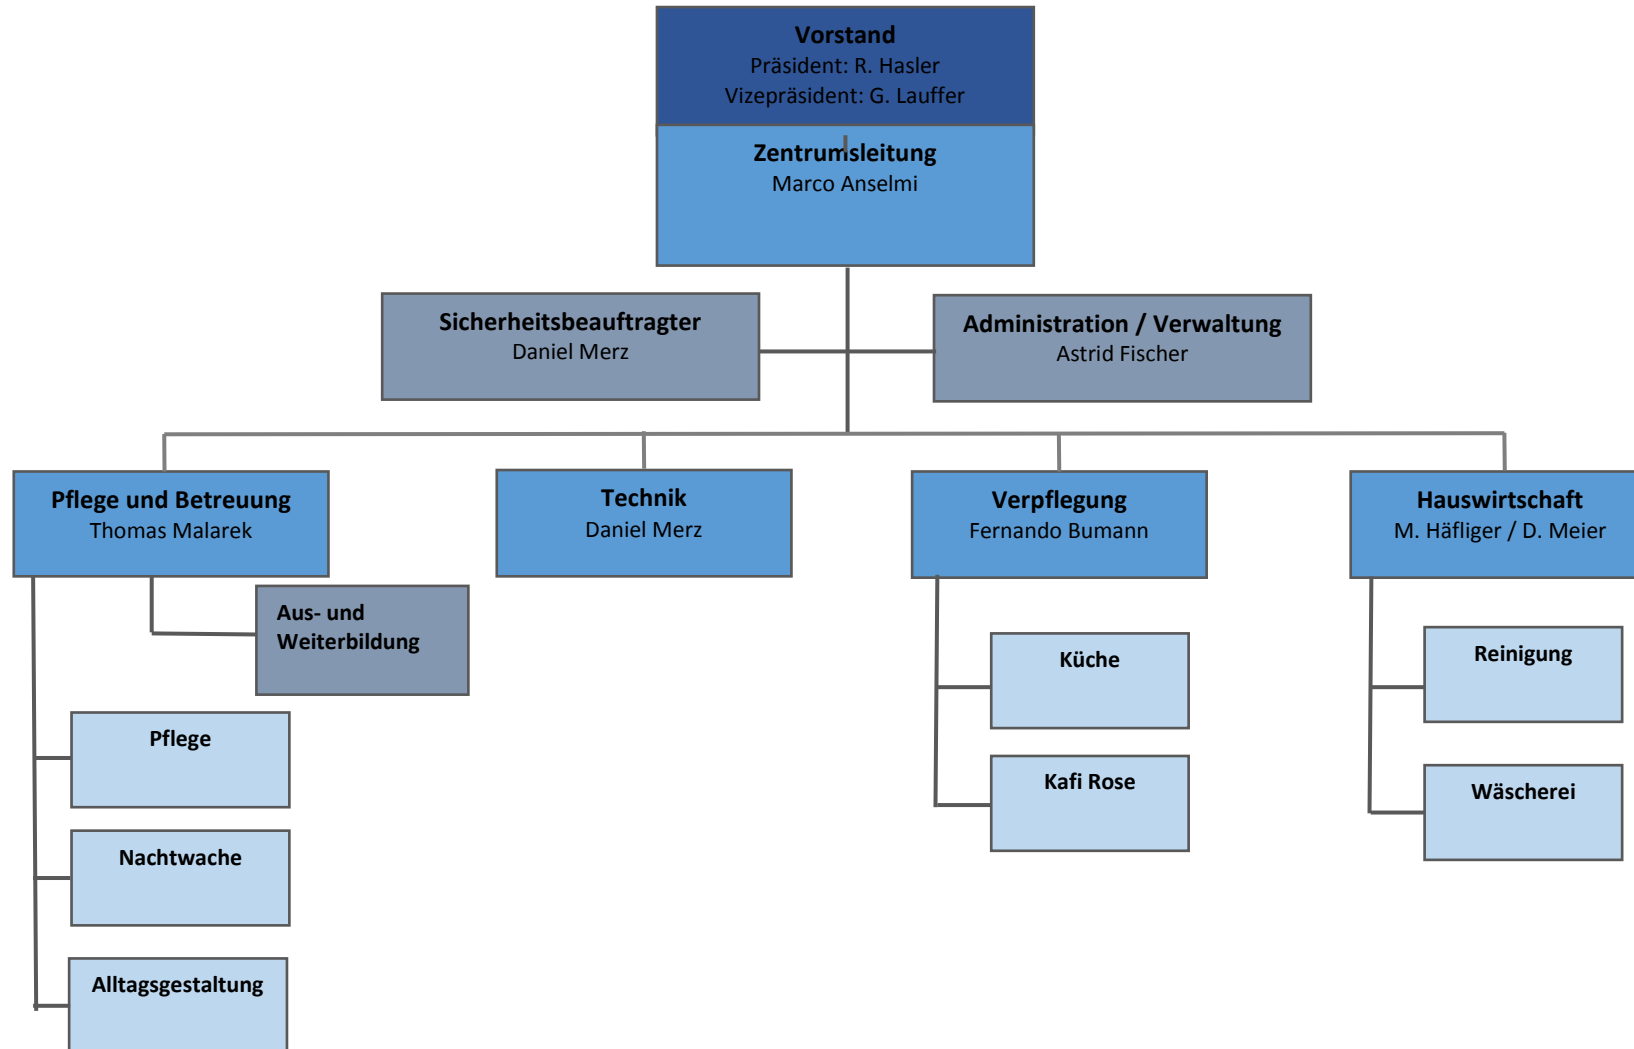 Vorstand
Präsident: R. Hasler
Vizepräsident: G. Lauffer
Zentrumsleitung
Marco Anselmi
Sicherheitsbeauftragter
Daniel Merz
Administration / Verwaltung
Astrid Fischer
Pflege und Betreuung
Thomas Malarek
Technik
Daniel Merz
Verpflegung
Fernando Bumann
Hauswirtschaft
M. Häfliger / D. Meier
Aus- und
Weiterbildung
Küche
Reinigung
Pflege
Kafi Rose
Wäscherei
Nachtwache
Alltagsgestaltung